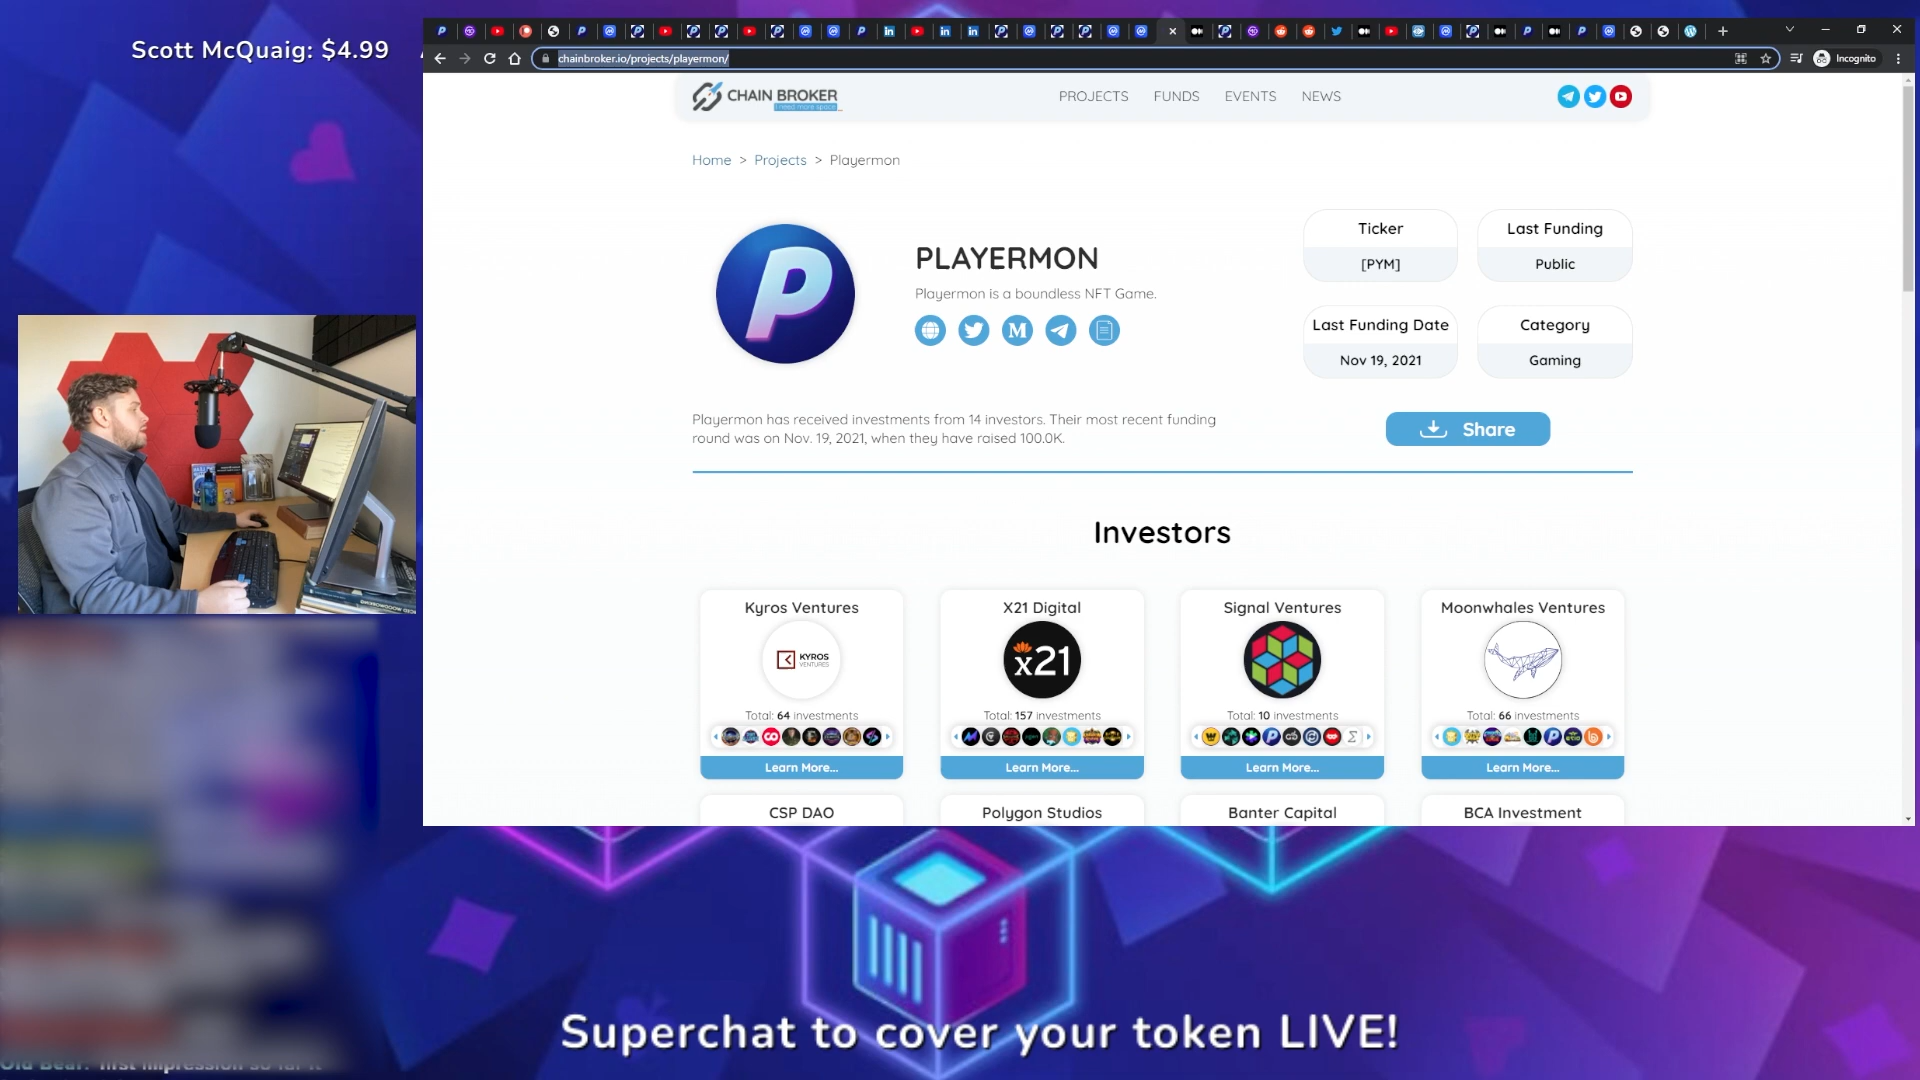 Scott McQuaig: $4.99
chainbroker.io/projects/playermon/
Incognito
CHAIN BROKER
I need more space_
PROJECTS
FUNDS
EVENTS
NEWS
Home > Projects > Playermon
PLAYERMON
Playermon is a boundless NFT Game.
Ticker
[PYM]
Last Funding
Public
Last Funding Date
Nov 19, 2021
Category
Gaming
Playermon has received investments from 14 investors. Their most recent funding
round was on Nov. 19, 2021, when they have raised 100.0K.
Share
Investors
Kyros Ventures
KYROS
VENTURES
Total: 64 investments
Learn More...
X21 Digital
x21
Total: 157 investments
Learn More...
Signal Ventures
Total: 10 investments
Learn More...
Moonwhales Ventures
Total: 66 investments
Learn More...
CSP DAO
Polygon Studios
Banter Capital
BCA Investment
Superchat to cover your token LIVE!